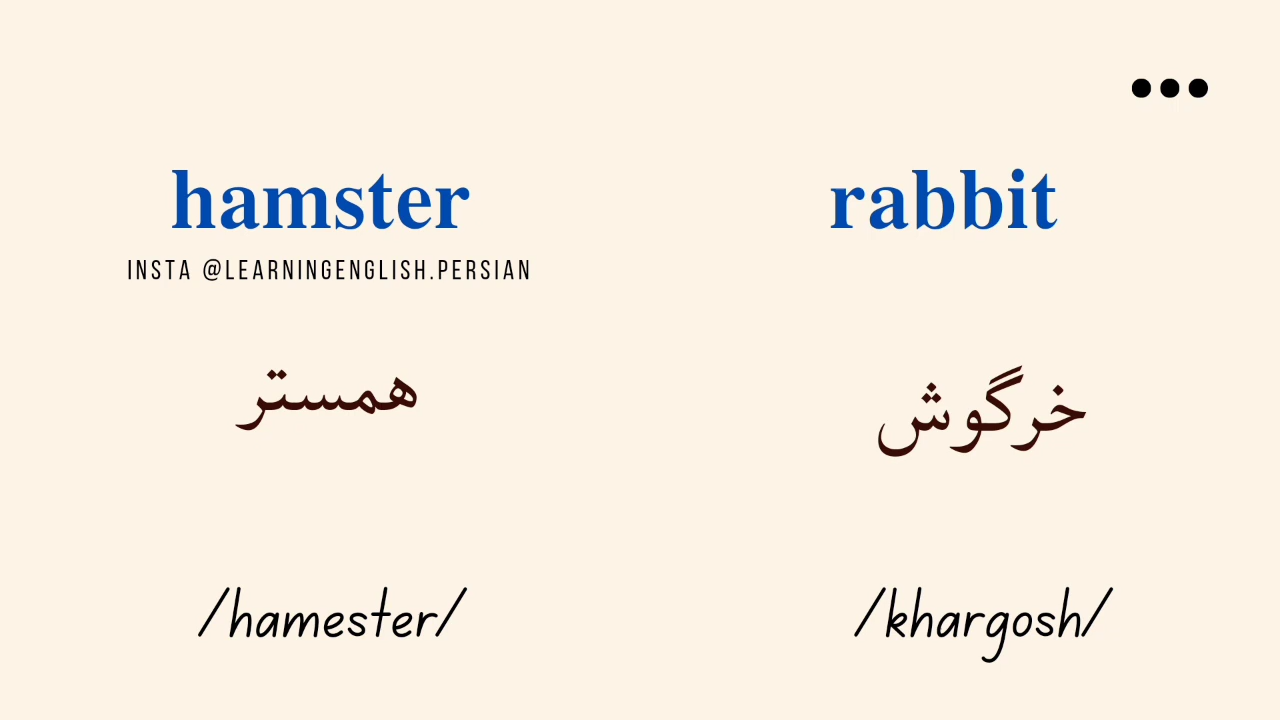 hamster
INSTA @LEARNINGENGLISH.PERSIAN
همستر
/hamester/
rabbit
خرگوش
/khargosh/